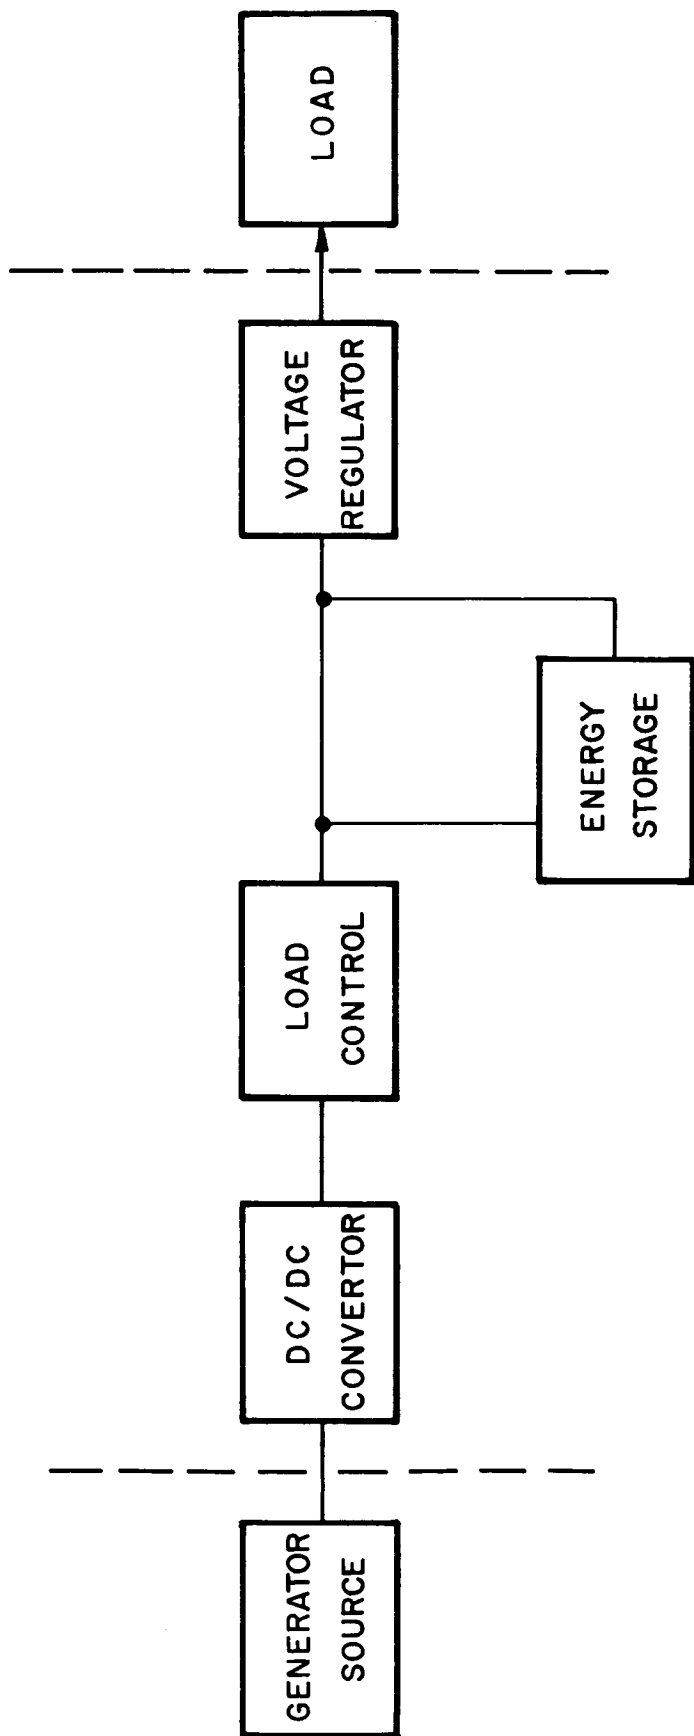 GENERATOR
SOURCE
DC/DC
CONVERTOR
LOAD
CONTROL
ENERGY
STORAGE
VOLTAGE
REGULATOR
LOAD